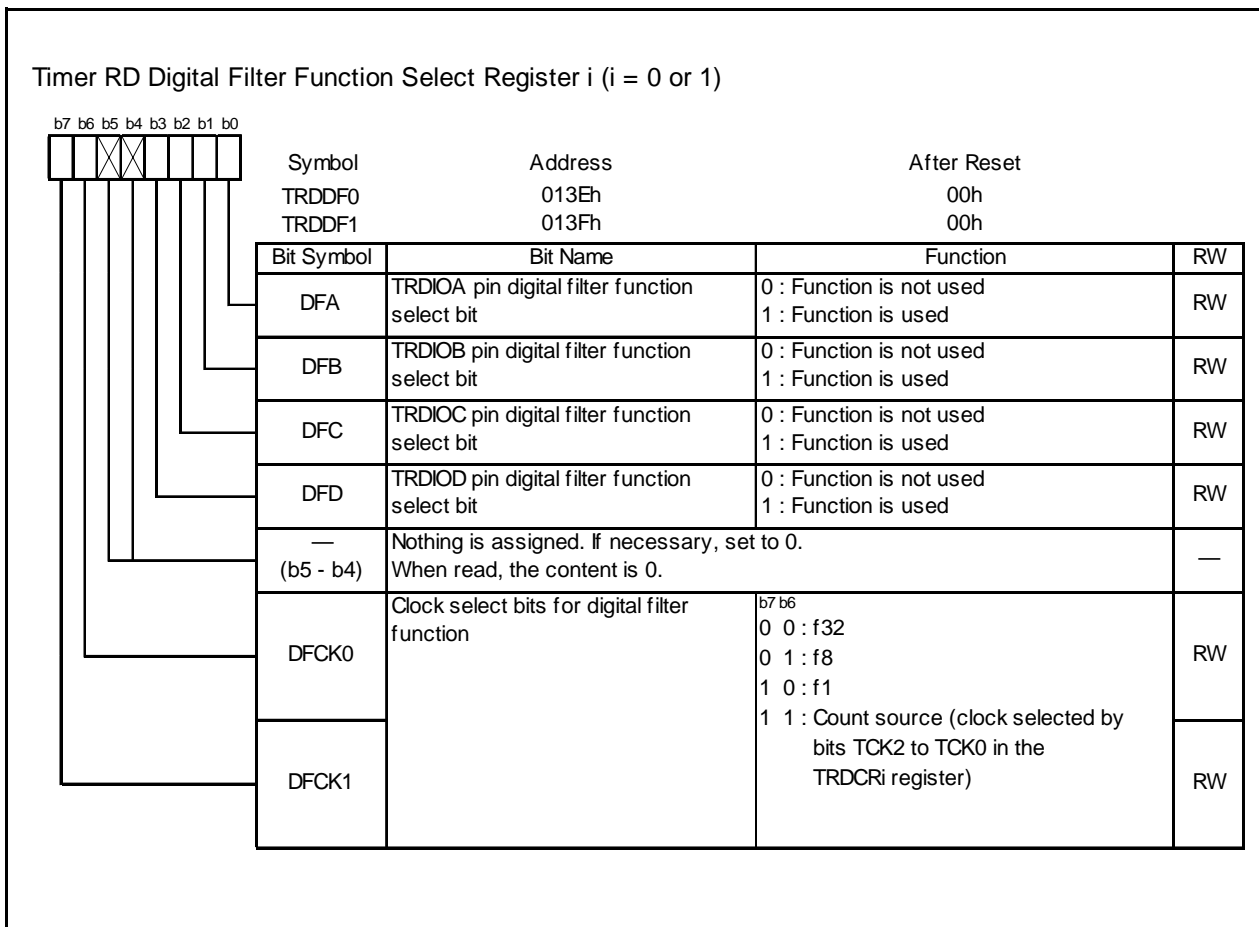 Timer RD Digital Filter Function Select Register i (i = 0 or 1)
b7 b6 b5 b4 b3 b2 b1 b0
Symbol Address After Reset
TRDDF0 013Eh 00h
TRDDF1 013Fh 00h
Bit Symbol Bit Name Function RW
DFA TRDIOA pin digital filter function select bit 0 : Function is not used RW
1 : Function is used
DFB TRDIOB pin digital filter function select bit 0 : Function is not used RW
1 : Function is used
DFC TRDIOC pin digital filter function select bit 0 : Function is not used RW
1 : Function is used
DFD TRDIOD pin digital filter function select bit 0 : Function is not used RW
1 : Function is used
— Nothing is assigned. If necessary, set to 0. —
(b5 - b4) When read, the content is 0.
Clock select bits for digital filter
function
b7 b6
0 0 : f32
DFCK0 0 1 : f8 RW
1 0 : f1
1 1 : Count source (clock selected by
bits TCK2 to TCK0 in the
DFCK1 TRDCRi register) RW